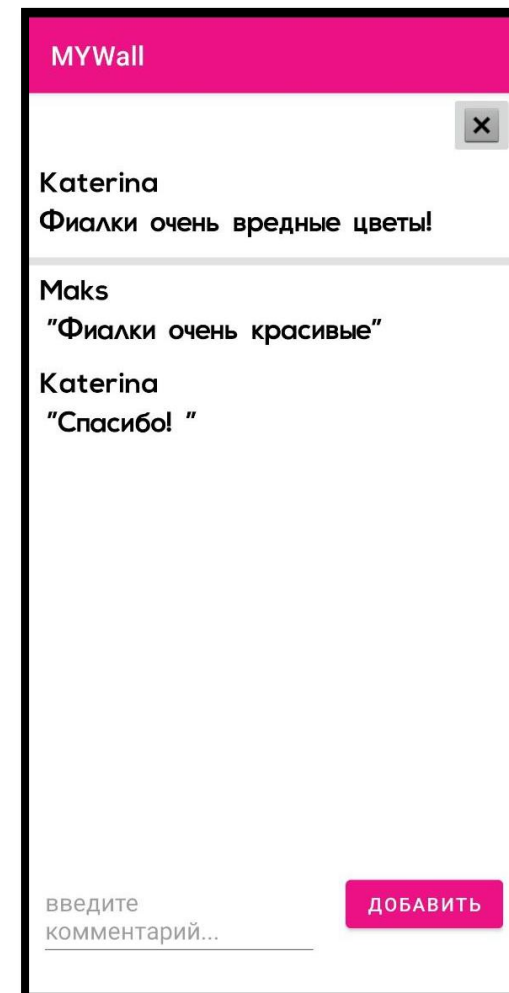 MYWall
Katerina
Фиалки очень вредные цветы!
Maks
"Фиалки очень красивые"
Katerina
"Спасибо! "
введите
комментарий...
ДОБАВИТЬ